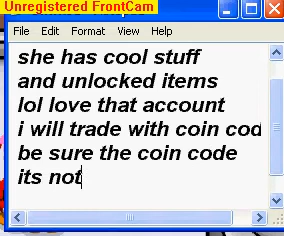 Unregistered FrontCam
File Edit Format View Help
she has cool stuff
and unlocked items
lol love that account
i will trade with coin cod
be sure the coin code
its not